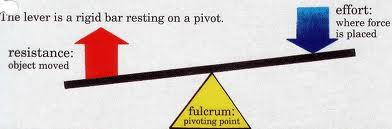 The lever is a rigid bar resting on a pivot.
effort:
where force
is placed
resistance:
object moved
fulcrum:
pivoting point